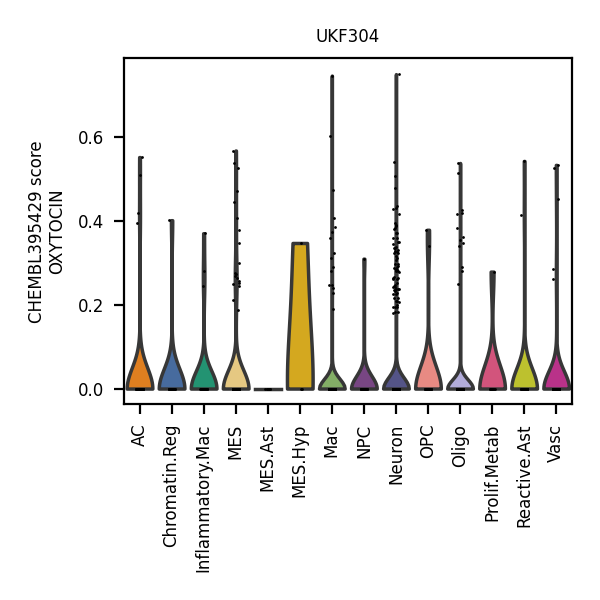 UKF304
CHEMBL395429 score
OXYTOCIN
0.6
0.4
0.2
0.0
AC
Chromatin.Reg
Inflammatory.Mac
MES
MES.Ast
MES.Hyp
Mac
NPC
Neuron
OPC
Oligo
Prolif.Metab
Reactive.Ast
Vasc